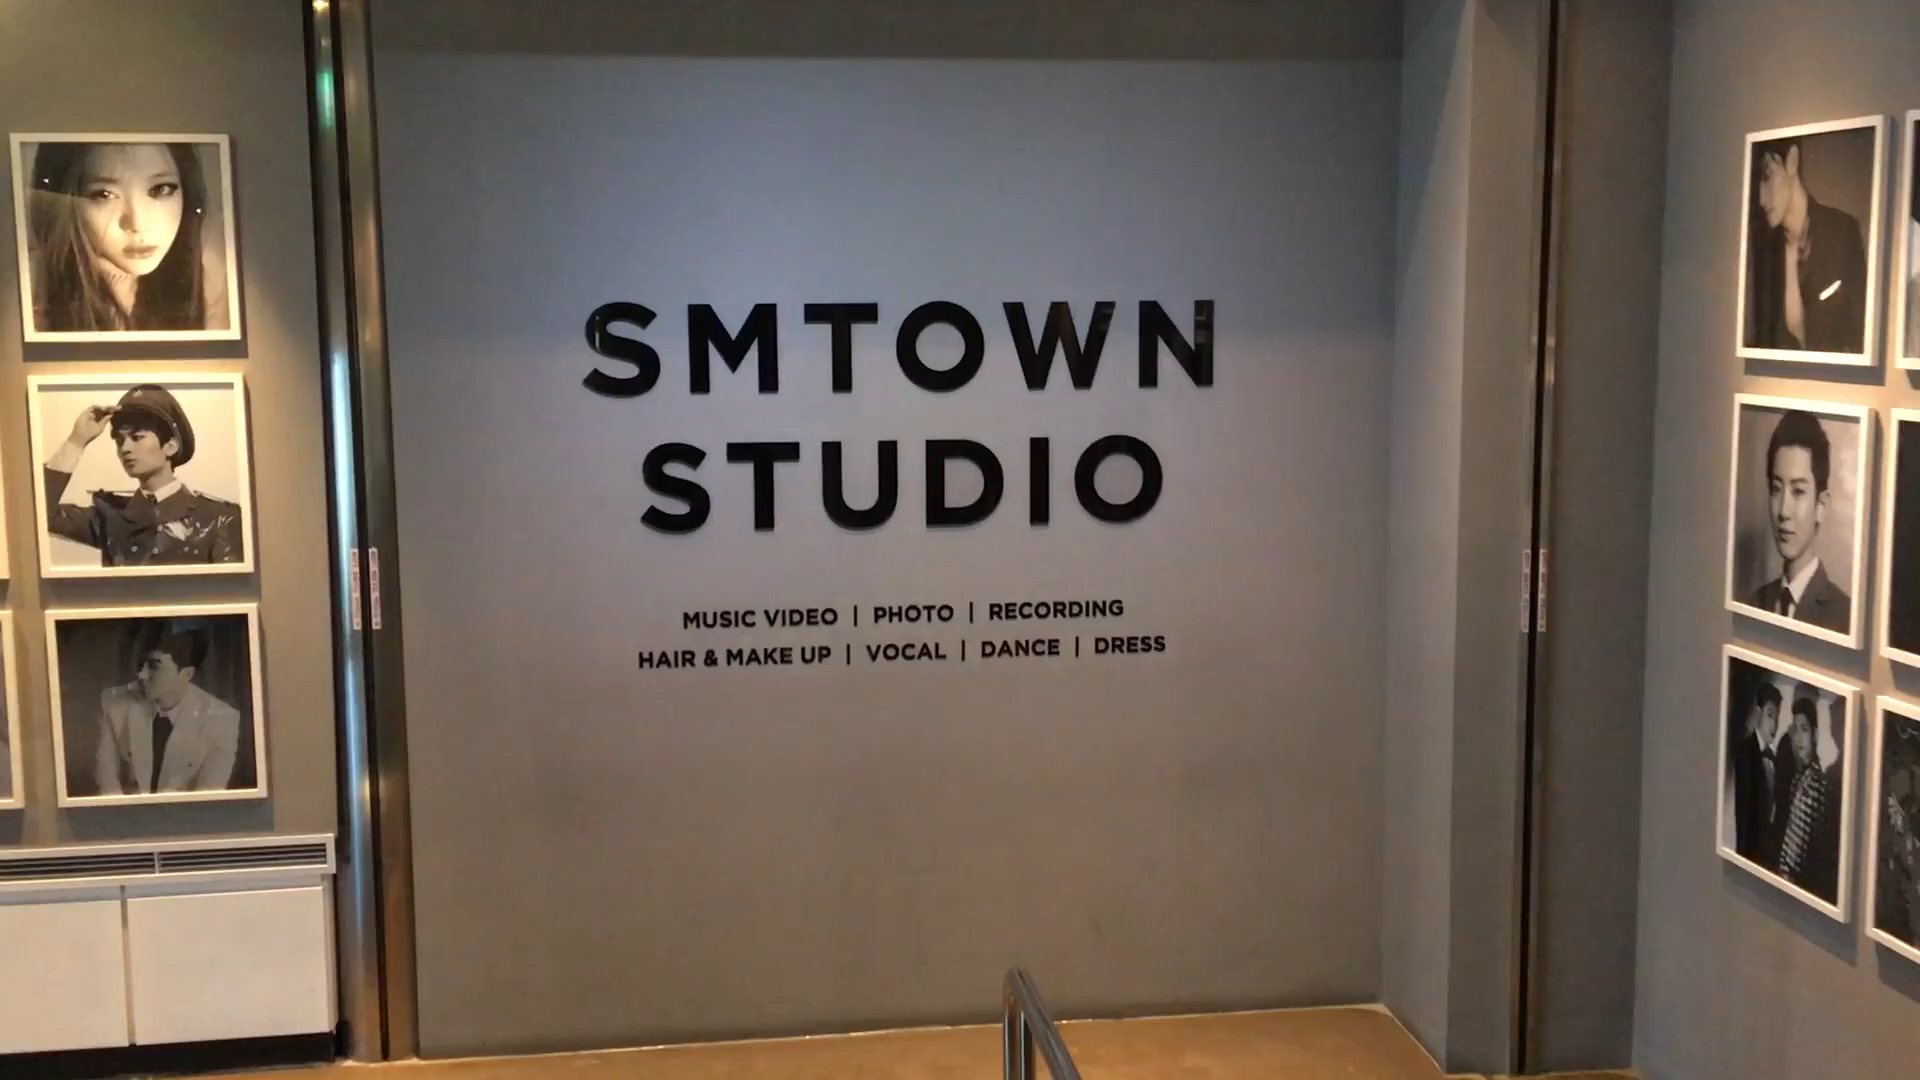 SMTOWN
STUDIO
MUSIC VIDEO | PHOTO | RECORDING
HAIR & MAKE UP | VOCAL | DANCE | DRESS